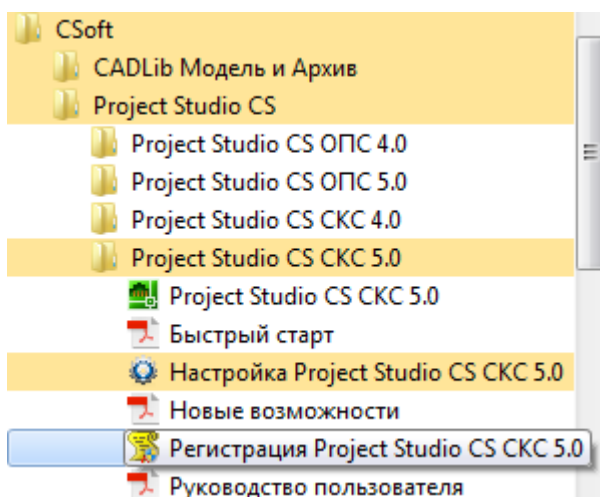 CSoft
CADLib Модель и Архив
Project Studio CS
Project Studio CS ОПС 4.0
Project Studio CS ОПС 5.0
Project Studio CS СКС 4.0
Project Studio CS СКС 5.0
Project Studio CS СКС 5.0
Быстрый старт
Настройка Project Studio CS СКС 5.0
Новые возможности
Регистрация Project Studio CS СКС 5.0
Руководство пользователя